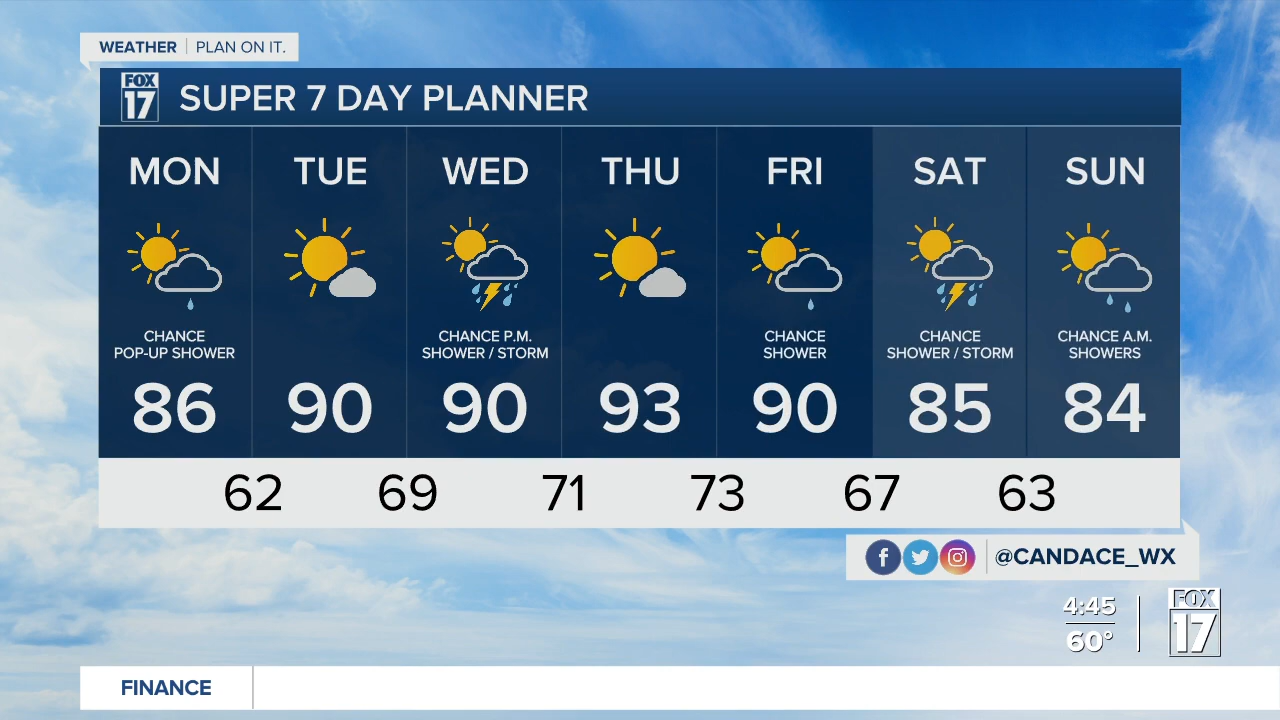 WEATHER | PLAN ON IT.
FOX 17
SUPER 7 DAY PLANNER
MON TUE WED THU FRI SAT SUN
CHANCE POP-UP SHOWER
CHANCE P.M. SHOWER / STORM
CHANCE SHOWER
CHANCE SHOWER / STORM
CHANCE A.M. SHOWERS
86 90 90 93 90 85 84
62 69 71 73 67 63
@CANDACE_WX
4:45
60°
FOX 17
FINANCE